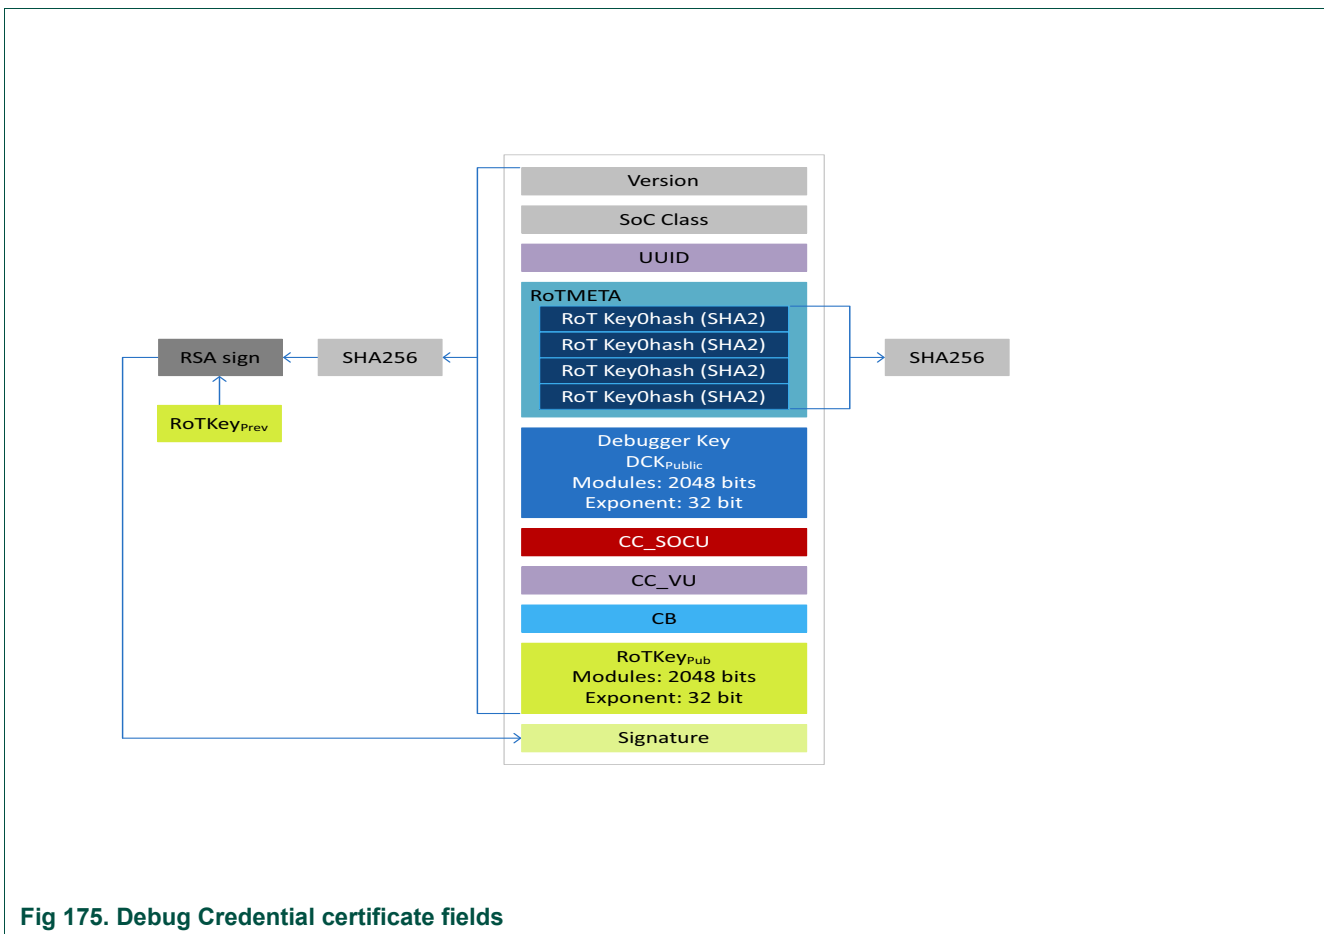 Version
SoC Class
UUID
RoTMETA
RoT Key0hash (SHA2)
RoT Key0hash (SHA2)
RoT Key0hash (SHA2)
RoT Key0hash (SHA2)
RSA sign
SHA256
SHA256
RoTKeyPrev
Debugger Key
DCKPublic
Modules: 2048 bits
Exponent: 32 bit
CC_SOCU
CC_VU
CB
RoTKeyPub
Modules: 2048 bits
Exponent: 32 bit
Signature
Fig 175. Debug Credential certificate fields